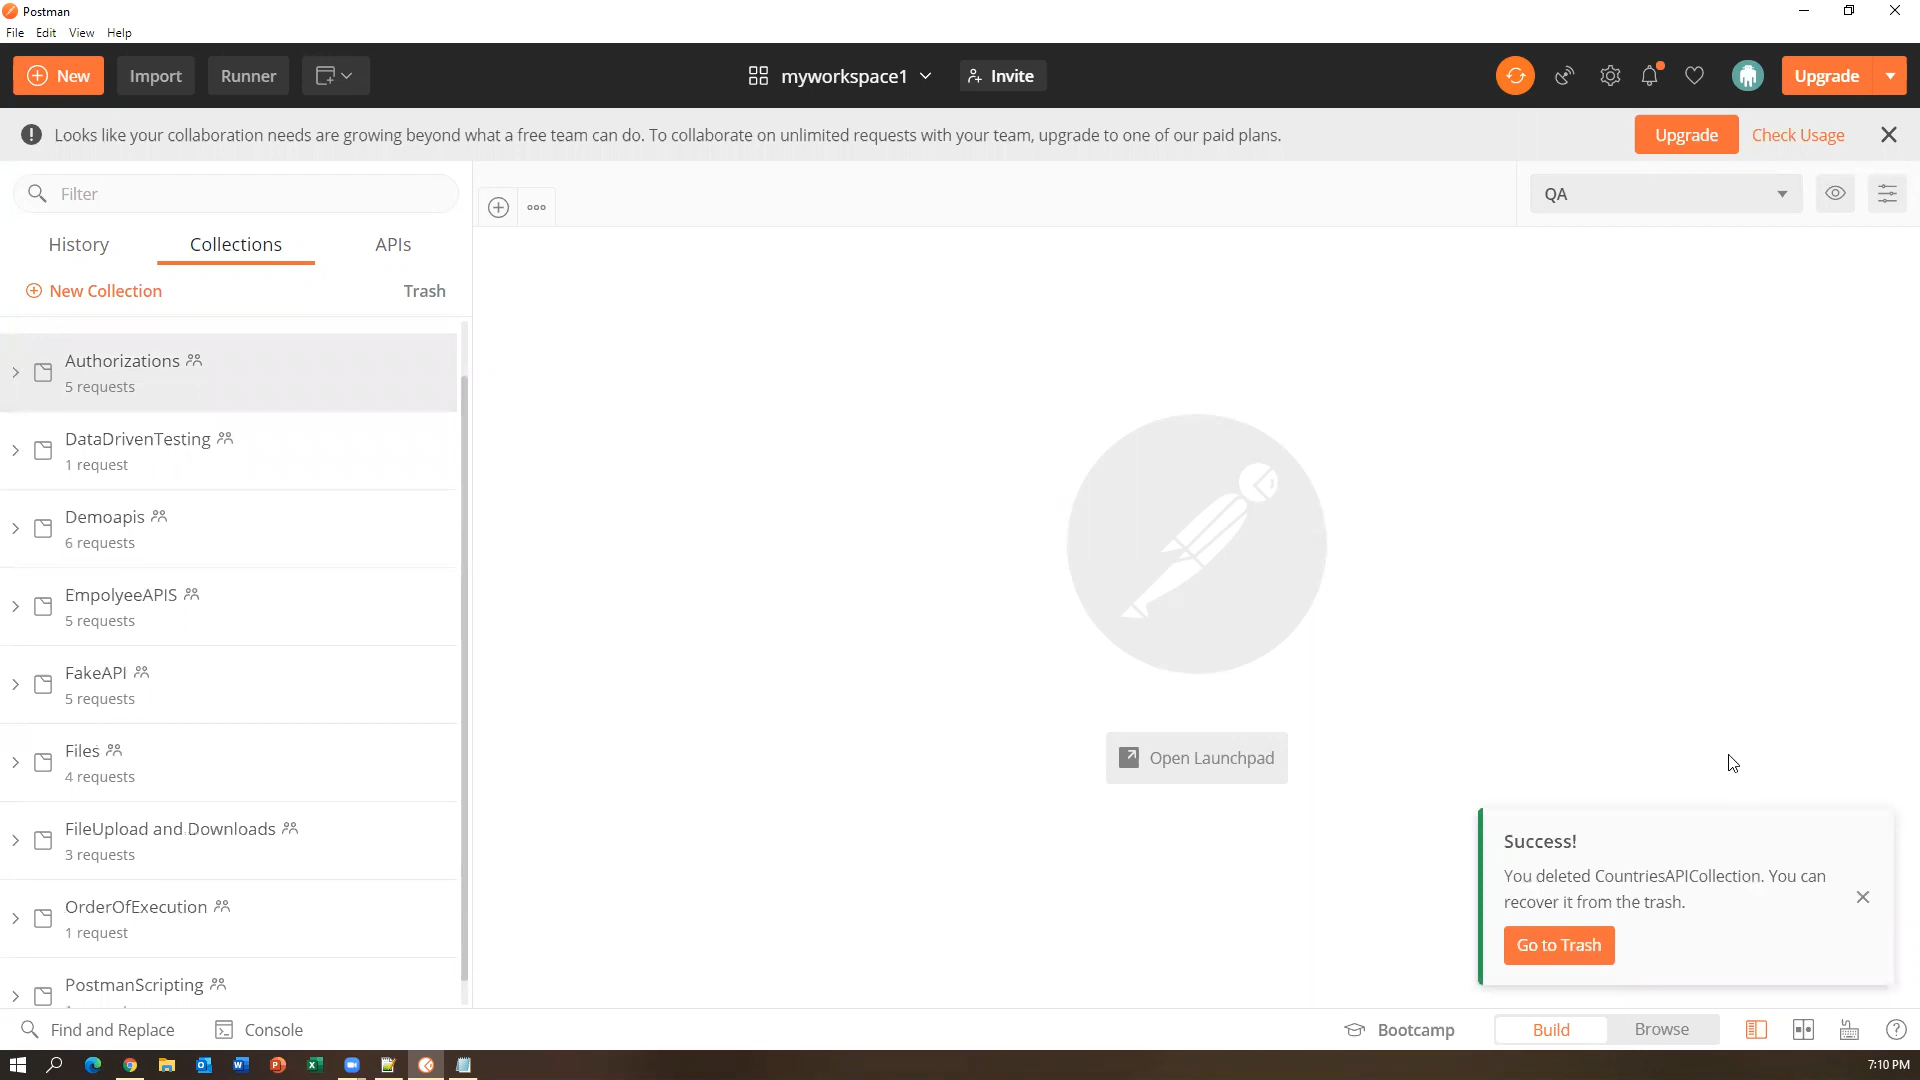 Postman
File Edit View Help
New Import Runner myworkspace1 Invite Upgrade
Looks like your collaboration needs are growing beyond what a free team can do. To collaborate on unlimited requests with your team, upgrade to one of our paid plans. Upgrade Check Usage
Filter
QA
History Collections APIs
New Collection Trash
Authorizations
5 requests
DataDrivenTesting
1 request
Demoapis
6 requests
EmpolyeeAPIS
5 requests
FakeAPI
5 requests
Files
4 requests
FileUpload and Downloads
3 requests
OrderOfExecution
1 request
PostmanScripting
Open Launchpad
Success!
You deleted CountriesAPICollection. You can
recover it from the trash.
Go to Trash
Find and Replace Console Bootcamp Build Browse
7:10 PM